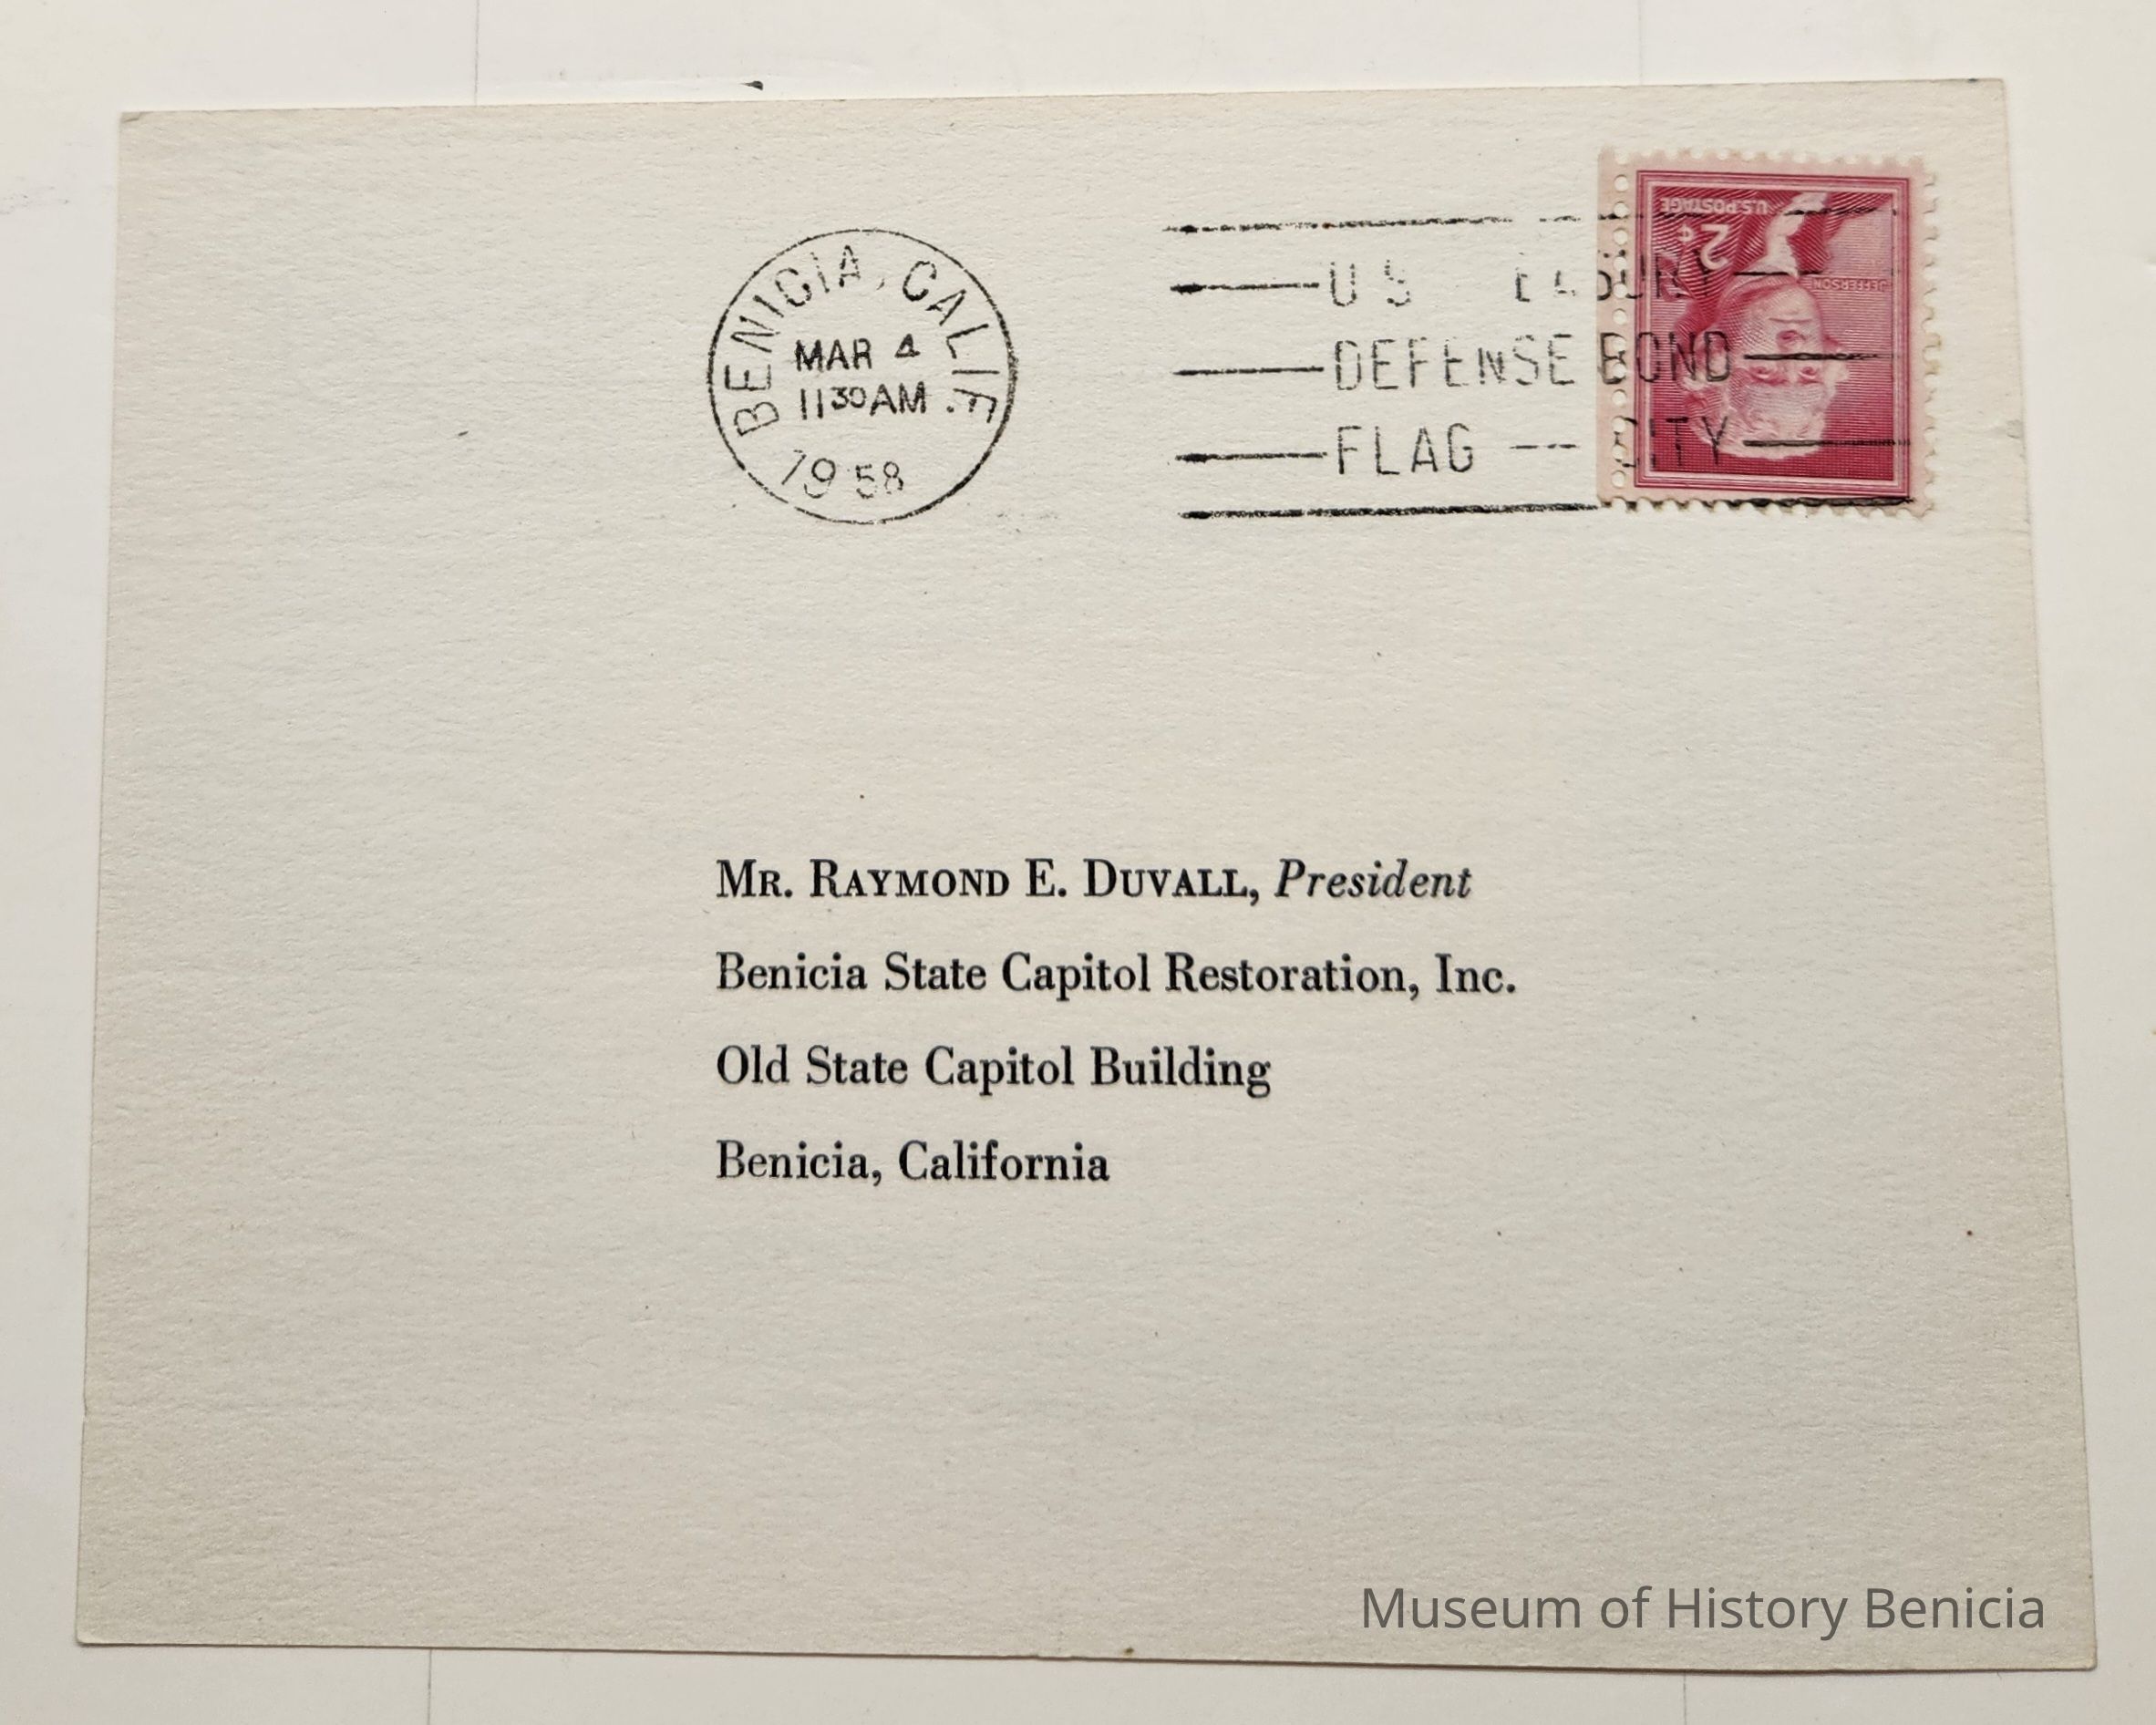 BENICIA, CALIF.
MAR 4
11 30 AM
1958
U S
DEFENSE BOND
FLAG -- CITY
U.S. POSTAGE
2¢
JEFFERSON
Mr. Raymond E. Duvall, President
Benicia State Capitol Restoration, Inc.
Old State Capitol Building
Benicia, California
Museum of History Benicia